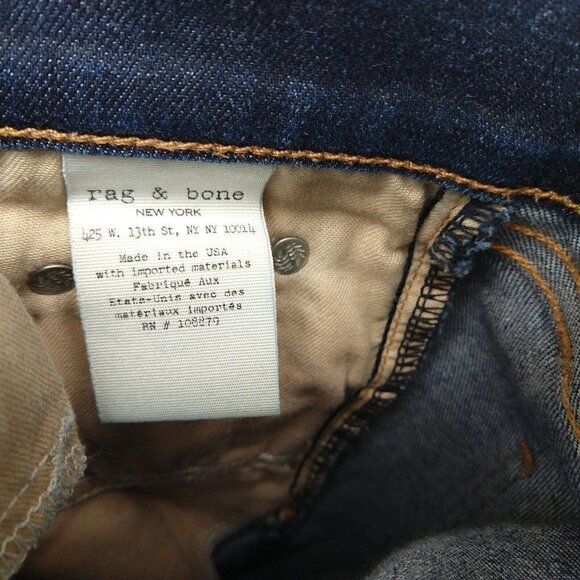 rag & bone
NEW YORK
425 W. 13th St, NY NY 10014
Made in the USA
with imported materials
Fabriqué Aux
Etats-Unis avec des
matériaux importés
RN # 108879